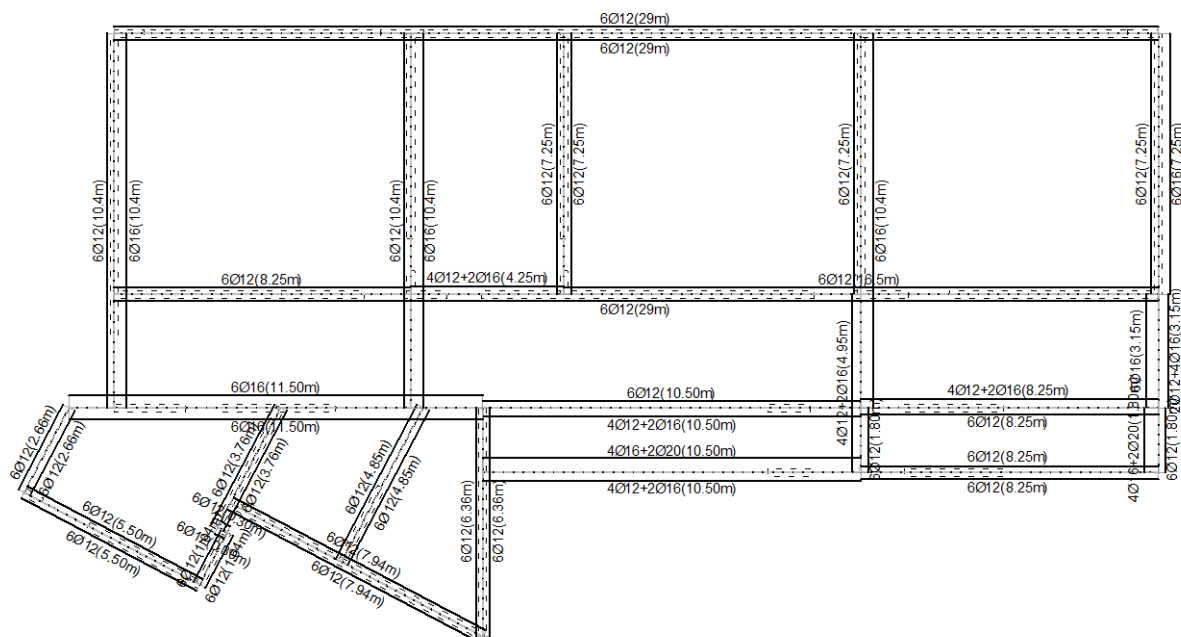 6Ø12(29m)
6Ø12(29m)
6Ø12(10.4m)
6Ø16(10.4m)
6Ø12(10.4m)
6Ø16(10.4m)
6Ø12(7.25m)
6Ø12(7.25m)
6Ø12(7.25m)
6Ø16(10.4m)
6Ø12(7.25m)
6Ø16(7.25m)
6Ø12(8.25m)
4Ø12+2Ø16(4.25m)
6Ø12(16.5m)
6Ø12(29m)
4Ø12+2Ø16(4.95m)
6Ø16(3.15m)
2Ø12+4Ø16(3.15m)
6Ø16(11.50m)
6Ø16(11.50m)
6Ø12(10.50m)
4Ø12+2Ø16(8.25m)
4Ø12+2Ø16(10.50m)
6Ø12(8.25m)
4Ø16+2Ø20(10.50m)
6Ø12(8.25m)
4Ø12+2Ø16(10.50m)
6Ø12(8.25m)
6Ø12(1.80m)
4Ø16+2Ø20(1.80m)
6Ø12(1.80m)
6Ø12(2.66m)
6Ø12(2.66m)
6Ø12(3.76m)
6Ø12(3.76m)
6Ø12(4.85m)
6Ø12(4.85m)
6Ø12(6.36m)
6Ø12(6.36m)
6Ø12(5.50m)
6Ø12(5.50m)
6Ø12(7.94m)
6Ø12(7.94m)